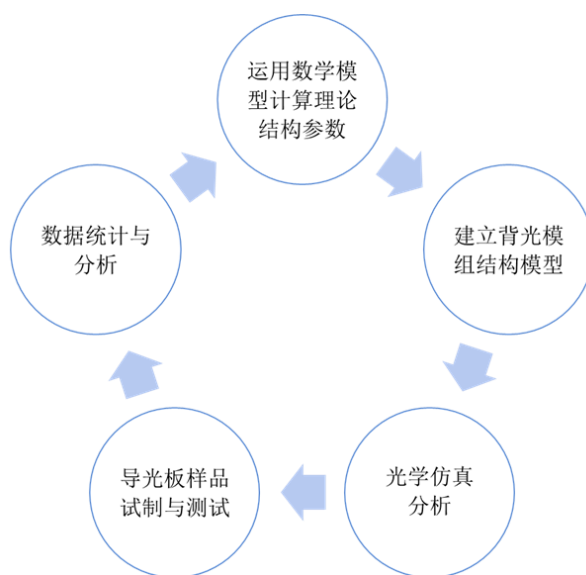 运用数学模
型计算理论
结构参数
建立背光模
组结构模型
光学仿真
分析
导光板样品
试制与测试
数据统计与
分析